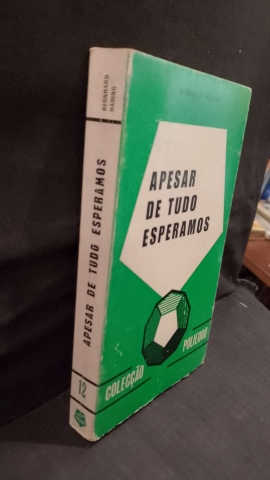 BERNHARD
HÄRING
APESAR DE TUDO ESPERAMOS
12
APESAR
DE TUDO
ESPERAMOS
COLECÇÃO
POLIEDRO